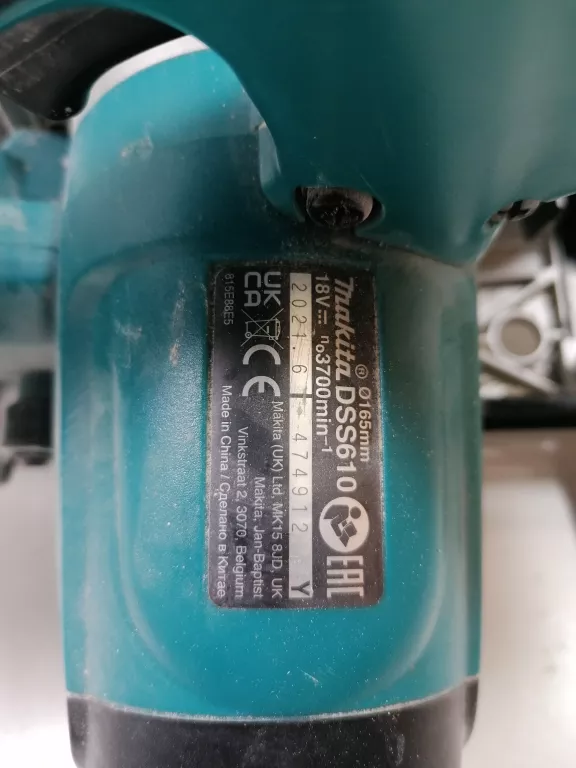 makita® DSS610
Ø165mm
18V⎓ n₀3700min⁻¹
2021.6 474912 Y
EAC
UK
CA
CE
815E88E5
Makita (UK) Ltd, MK15 8JD, UK
Makita, Jan-Baptist
Vinkstraat 2, 3070, Belgium
Made in China / Сделано в Китае